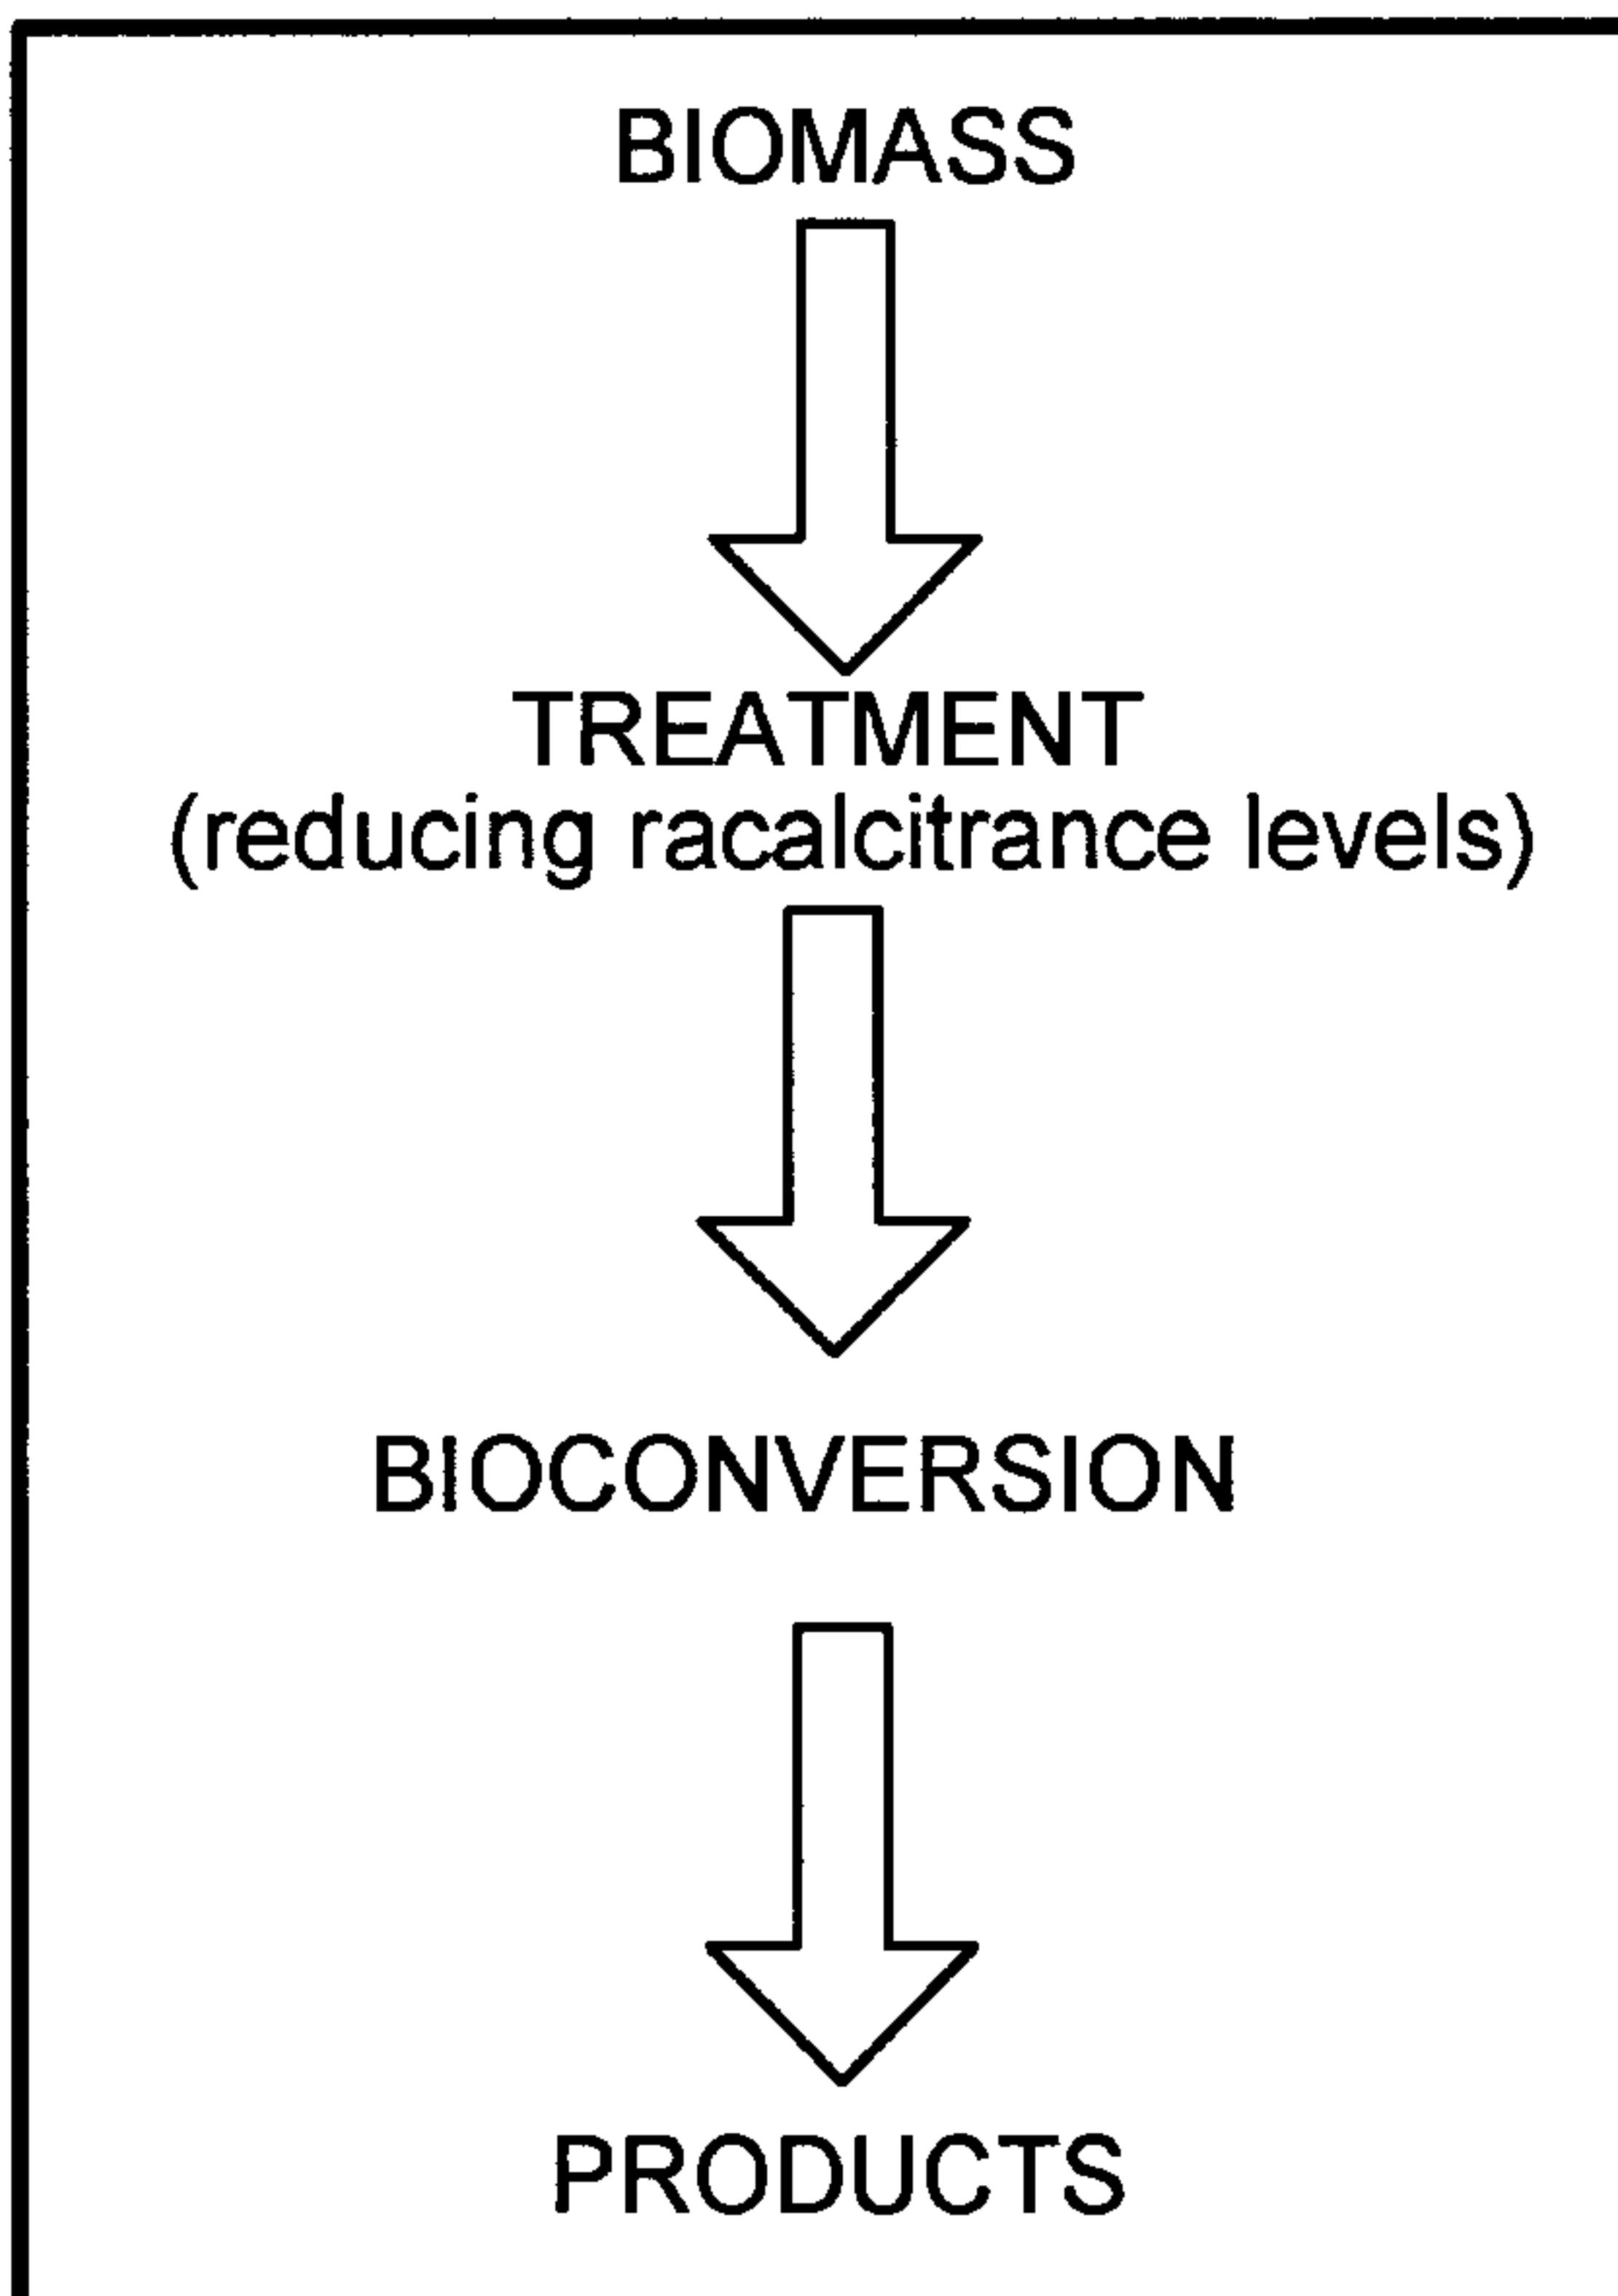 BIOMASS
TREATMENT
(reducing racalcitrance levels)
BIOCONVERSION
PRODUCTS